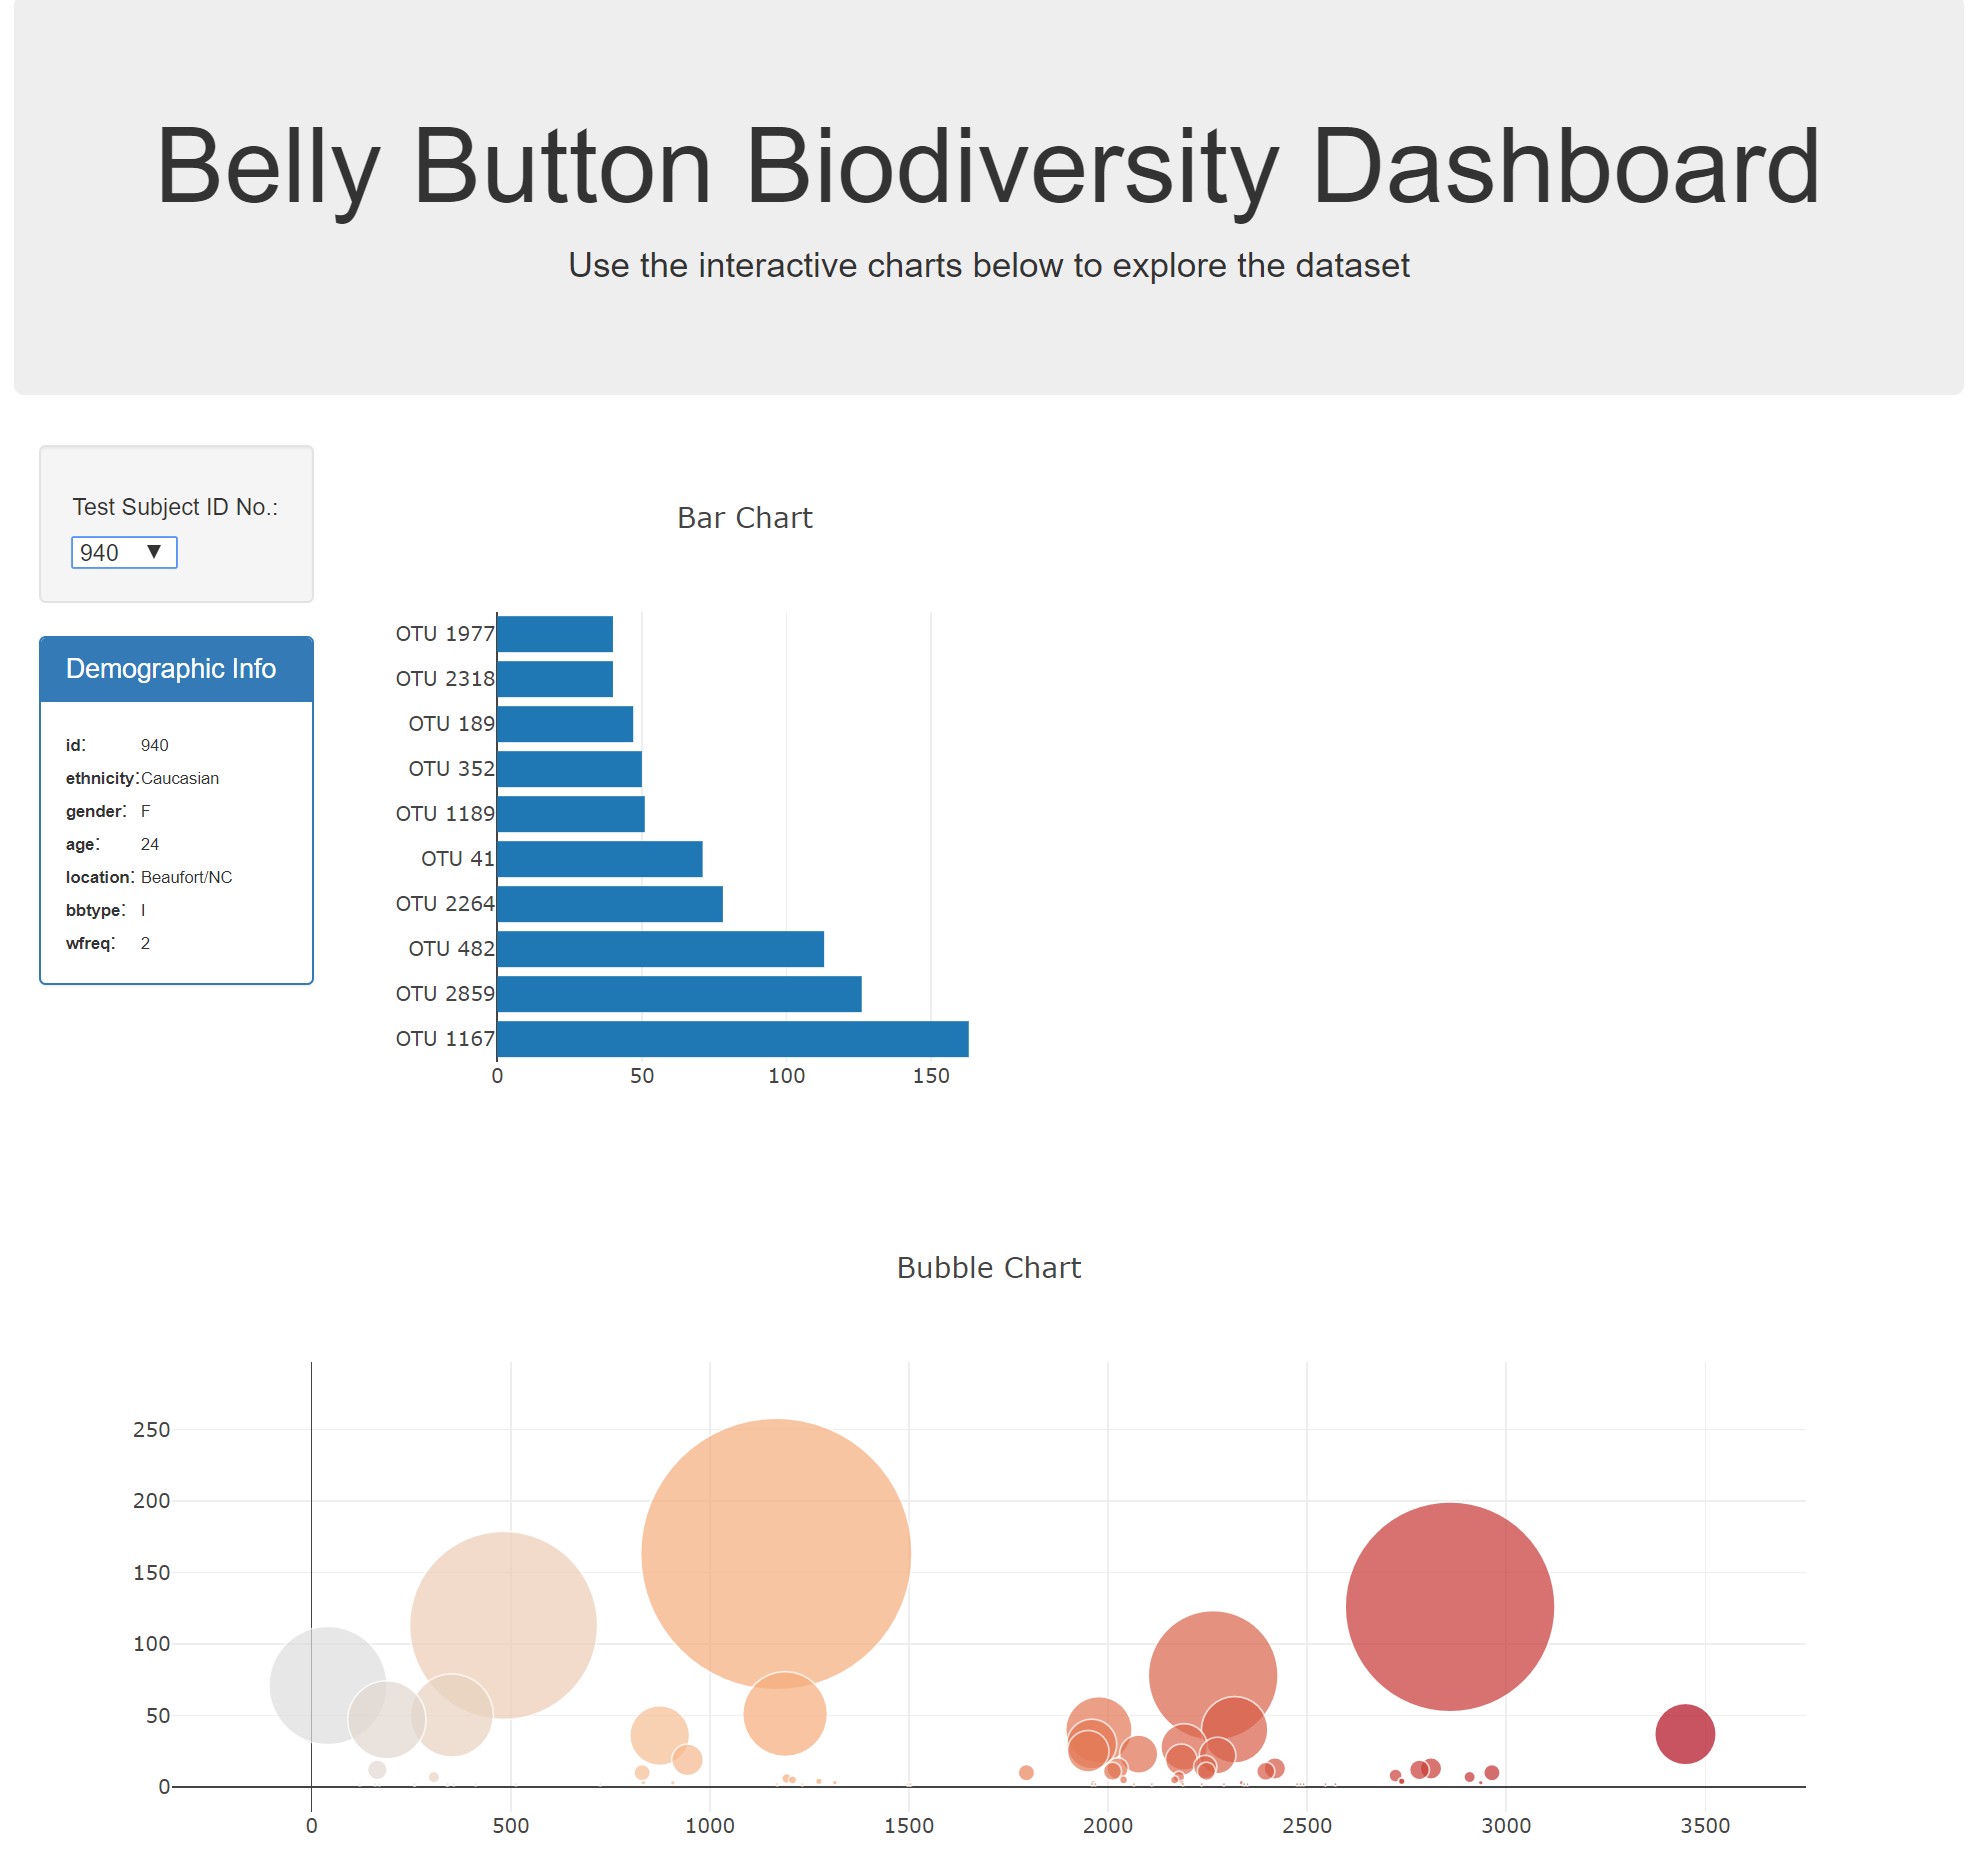 Belly Button Biodiversity Dashboard
Use the interactive charts below to explore the dataset
Test Subject ID No.:
940 ▼
Demographic Info
id: 940
ethnicity: Caucasian
gender: F
age: 24
location: Beaufort/NC
bbtype: I
wfreq: 2
Bar Chart
OTU 1977
OTU 2318
OTU 189
OTU 352
OTU 1189
OTU 41
OTU 2264
OTU 482
OTU 2859
OTU 1167
0 50 100 150
Bubble Chart
250
200
150
100
50
0
0 500 1000 1500 2000 2500 3000 3500